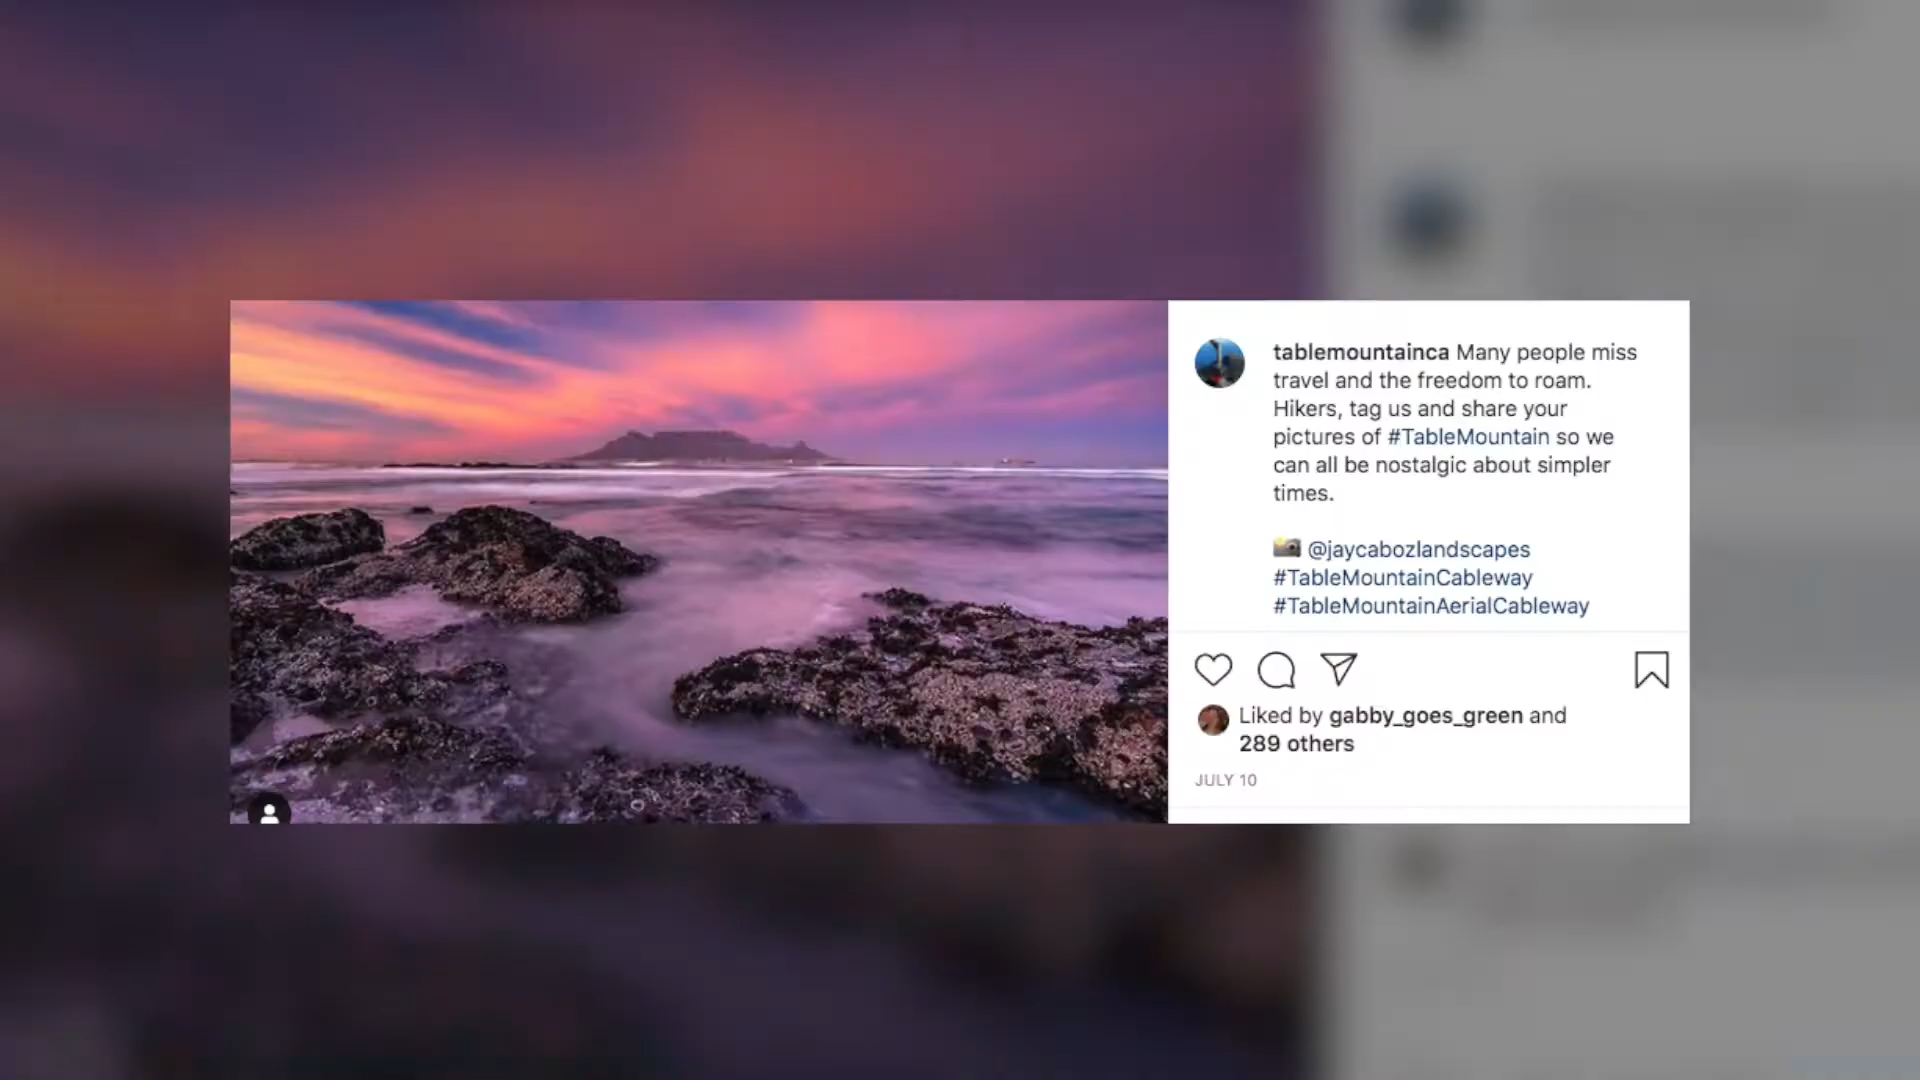 tablemountainca Many people miss
travel and the freedom to roam.
Hikers, tag us and share your
pictures of #TableMountain so we
can all be nostalgic about simpler
times.
@jaycabozlandscapes
#TableMountainCableway
#TableMountainAerialCableway
Liked by gabby_goes_green and
289 others
JULY 10